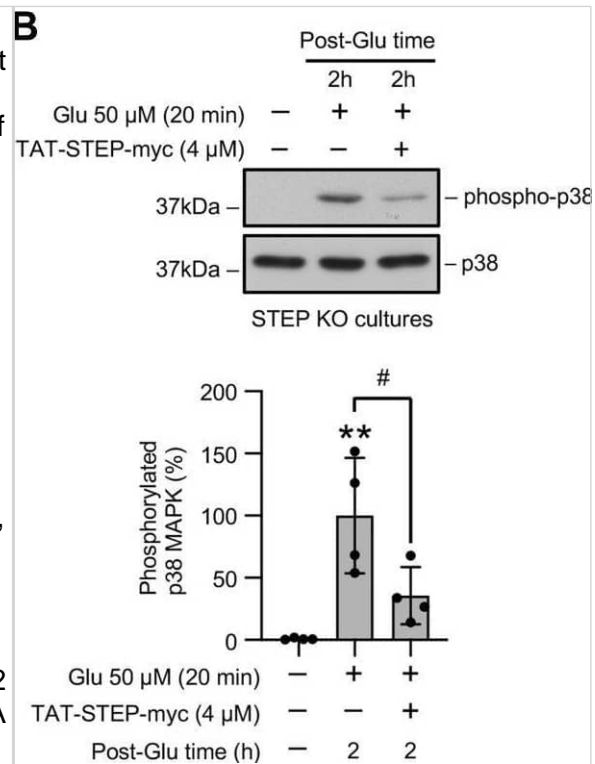 B
Post-Glu time
2h 2h
Glu 50 µM (20 min) – + +
TAT-STEP-myc (4 µM) – – +
37kDa – – phospho-p38
37kDa – – p38
STEP KO cultures
#
200
**
150
100
50
0
Phosphorylated
p38 MAPK (%)
Glu 50 µM (20 min) – + +
TAT-STEP-myc (4 µM) – – +
Post-Glu time (h) – 2 2